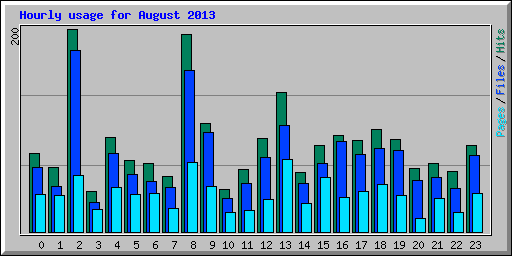 Hourly usage for August 2013
200
Pages / Files / Hits
0 1 2 3 4 5 6 7 8 9 10 11 12 13 14 15 16 17 18 19 20 21 22 23